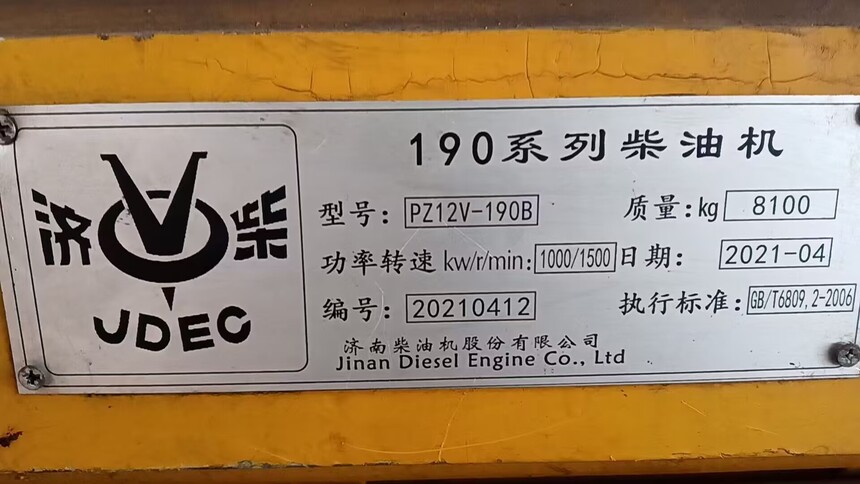 济柴
JDEC
190系列柴油机
型号: PZ12V-190B 质量:kg 8100
功率转速 kw/r/min: 1000/1500 日期: 2021-04
编号: 20210412 执行标准: GB/T6809,2-2006
济南柴油机股份有限公司
Jinan Diesel Engine Co., Ltd